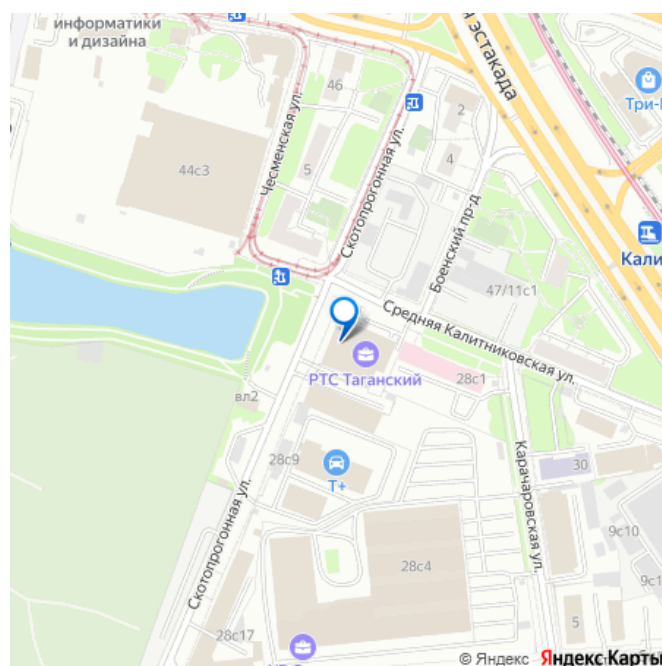 информатики
и дизайна
я эстакада
46
2
Три-
Чесменская ул.
Скотопрогонная ул.
4
44с3
5
Боенский пр-д
Кали
47/11с1
Средняя Калитниковская ул.
РТС Таганский
28с1
вл2
28с9
Т+
30
Карачаровская ул.
Скотопрогонная ул.
9с10
28с4
9с1
5
28с17
© Яндекс Яндекс Карты